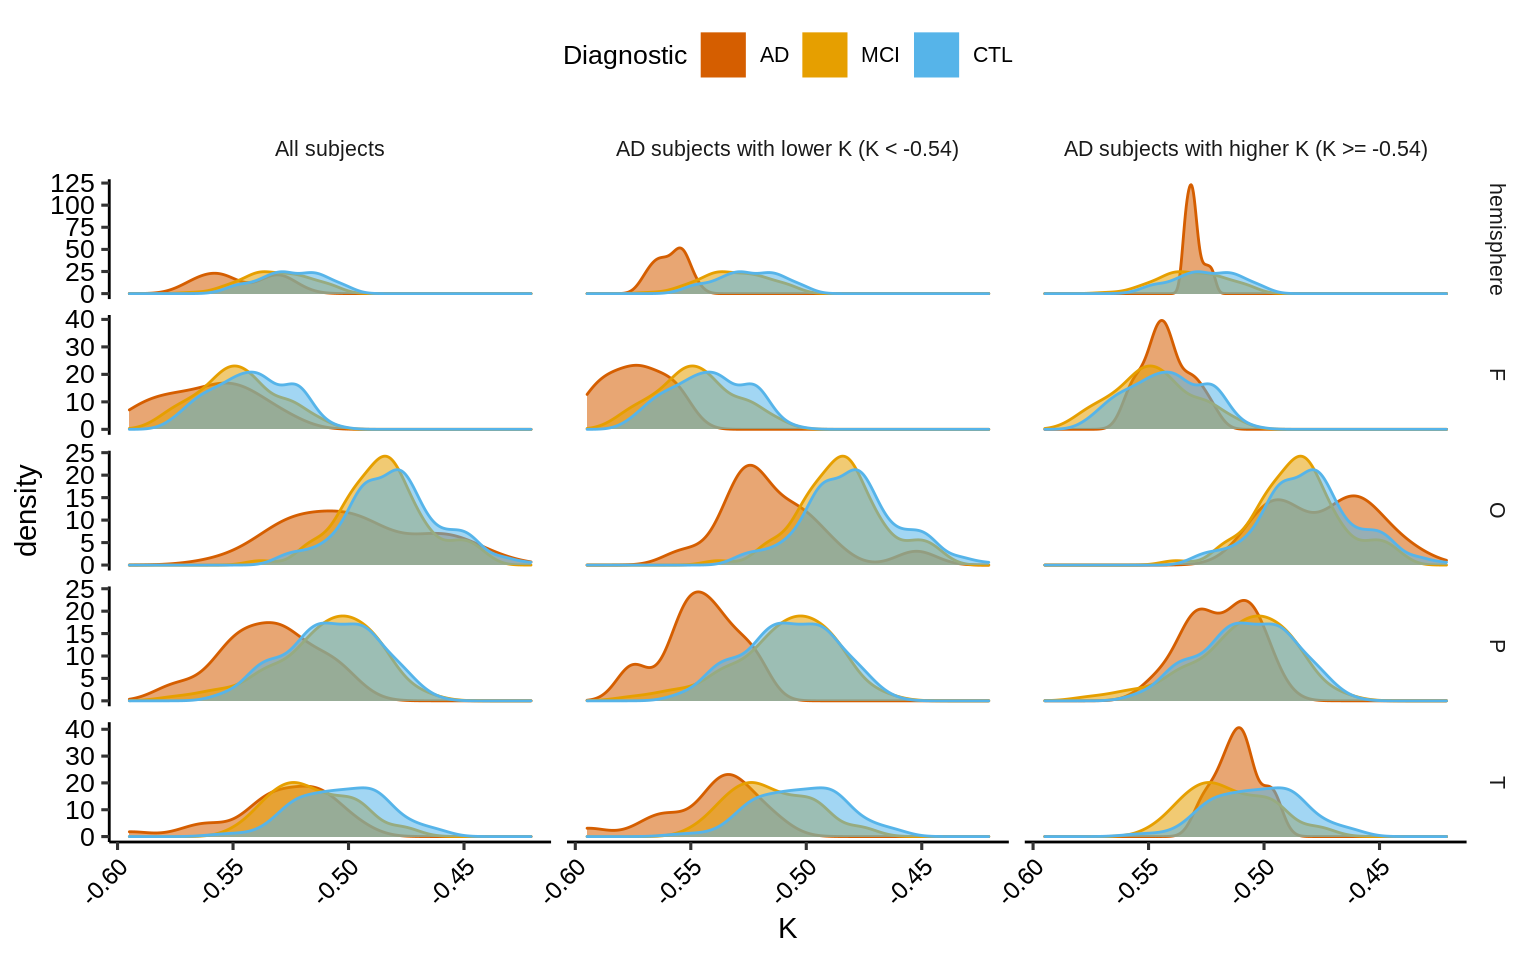 Diagnostic AD MCI CTL
All subjects
AD subjects with lower K (K < -0.54)
AD subjects with higher K (K >= -0.54)
125
100
75
50
25
0
hemisphere
40
30
20
10
0
F
25
20
15
10
5
0
O
25
20
15
10
5
0
P
40
30
20
10
0
T
density
-0.60 -0.55 -0.50 -0.45
-0.60 -0.55 -0.50 -0.45
-0.60 -0.55 -0.50 -0.45
K